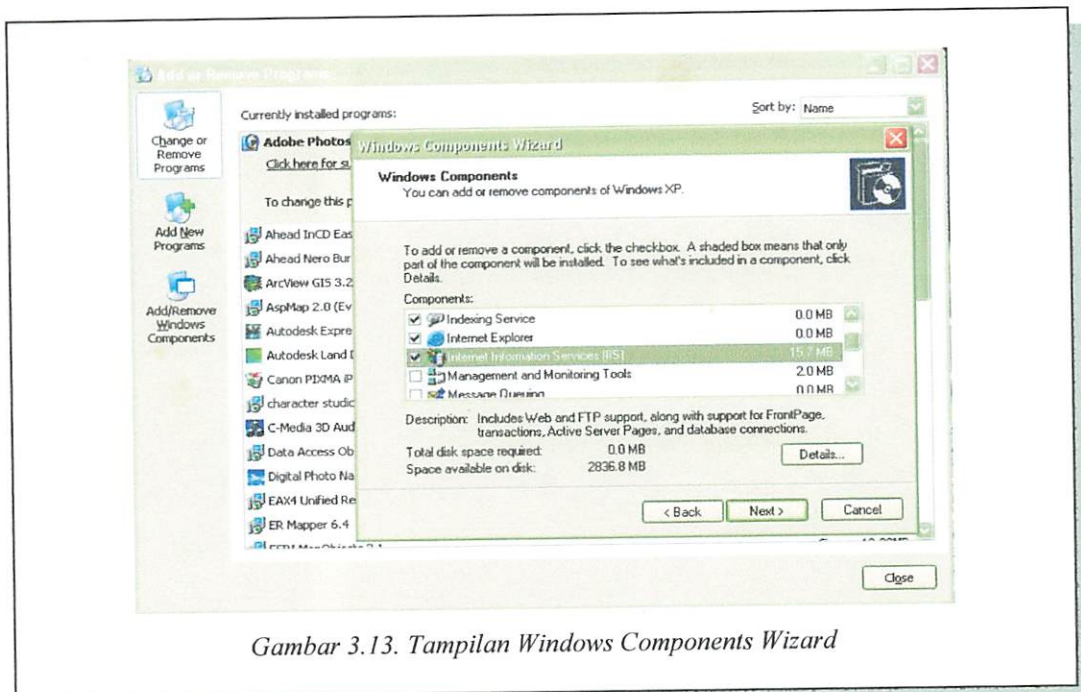 Add or Remove Programs
Change or
Remove
Programs
Add New
Programs
Add/Remove
Windows
Components
Currently installed programs:
Sort by: Name
Adobe Photos
Click here for su
To change this p
Ahead InCD Eas
Ahead Nero Bur
ArcView GIS 3.2
AspMap 2.0 (Ev
Autodesk Expre
Autodesk Land D
Canon PIXMA iP
character studio
C-Media 3D Aud
Data Access Ob
Digital Photo Na
EAX4 Unified Re
ER Mapper 6.4
Windows Components Wizard
Windows Components
You can add or remove components of Windows XP.
To add or remove a component, click the checkbox. A shaded box means that only
part of the component will be installed. To see what's included in a component, click
Details.
Components:
Indexing Service 0.0 MB
Internet Explorer 0.0 MB
Internet Information Services (IIS) 15.7 MB
Management and Monitoring Tools 2.0 MB
Message Queuing 0.0 MB
Description: Includes Web and FTP support, along with support for FrontPage,
transactions, Active Server Pages, and database connections.
Total disk space required: 0.0 MB
Space available on disk: 2836.8 MB
Details...
< Back Next > Cancel
Close
Gambar 3.13. Tampilan Windows Components Wizard